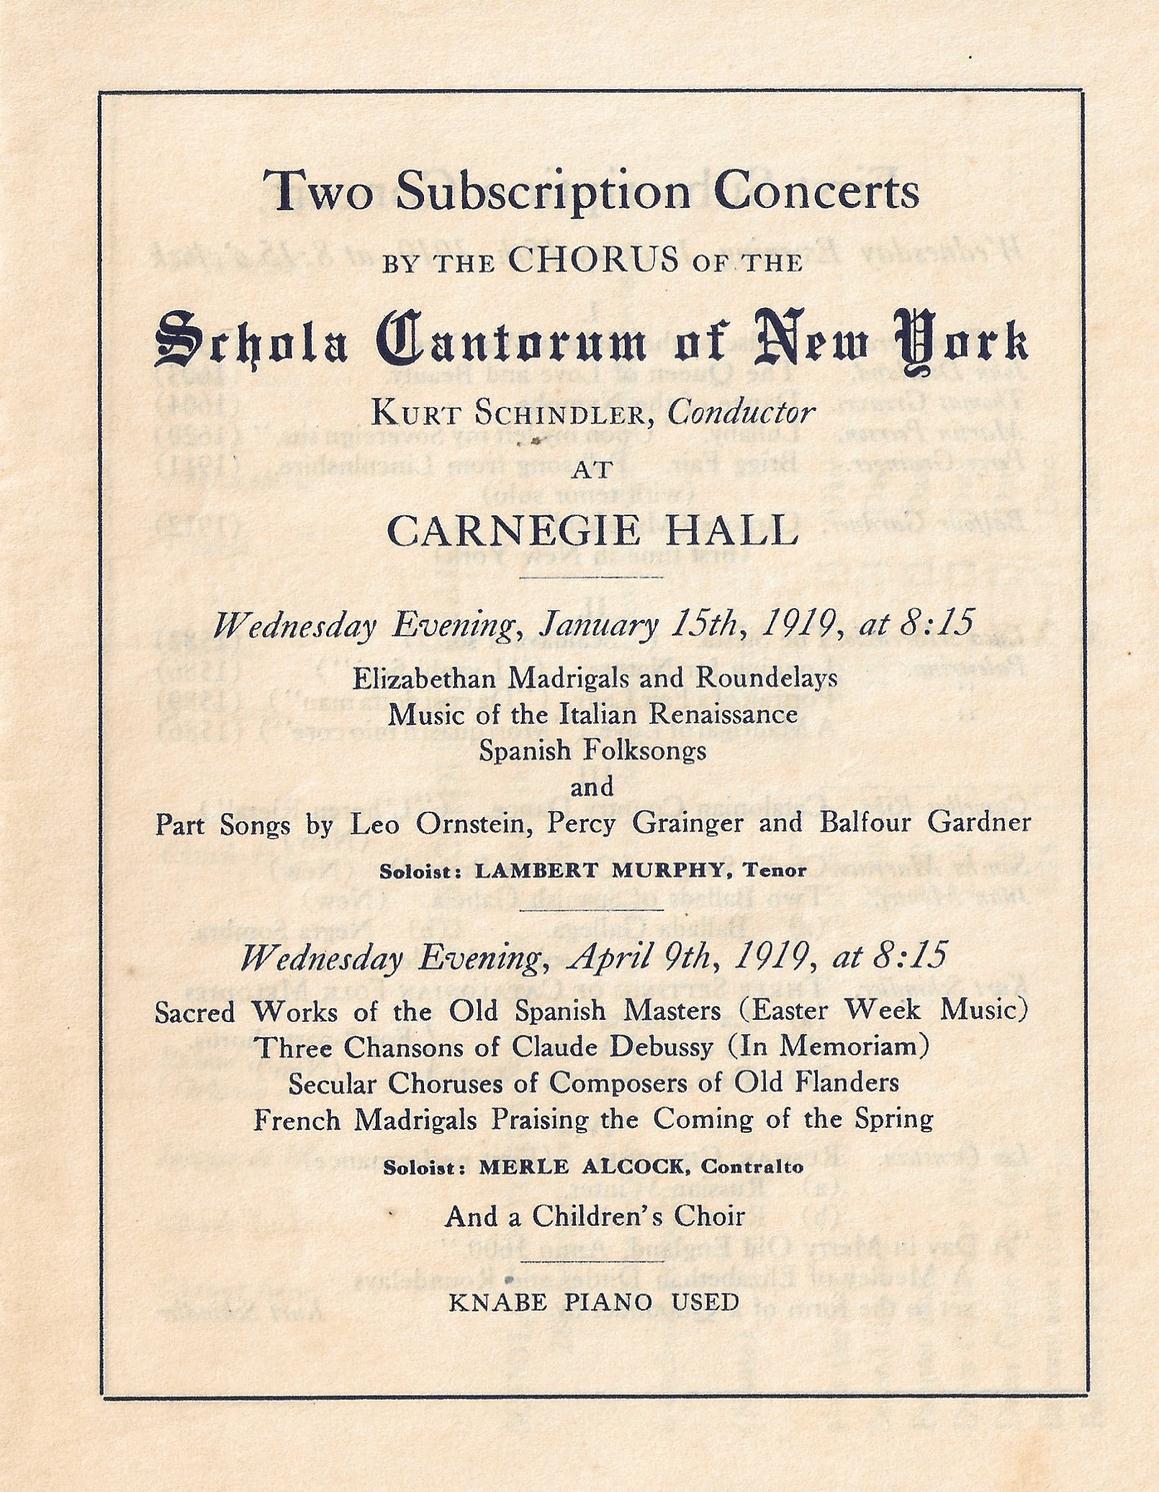 Two Subscription Concerts
BY THE CHORUS OF THE
Schola Cantorum of New York
KURT SCHINDLER, Conductor
AT
CARNEGIE HALL
Wednesday Evening, January 15th, 1919, at 8:15
Elizabethan Madrigals and Roundelays
Music of the Italian Renaissance
Spanish Folksongs
and
Part Songs by Leo Ornstein, Percy Grainger and Balfour Gardner
Soloist: LAMBERT MURPHY, Tenor
Wednesday Evening, April 9th, 1919, at 8:15
Sacred Works of the Old Spanish Masters (Easter Week Music)
Three Chansons of Claude Debussy (In Memoriam)
Secular Choruses of Composers of Old Flanders
French Madrigals Praising the Coming of the Spring
Soloist: MERLE ALCOCK, Contralto
And a Children's Choir
KNABE PIANO USED